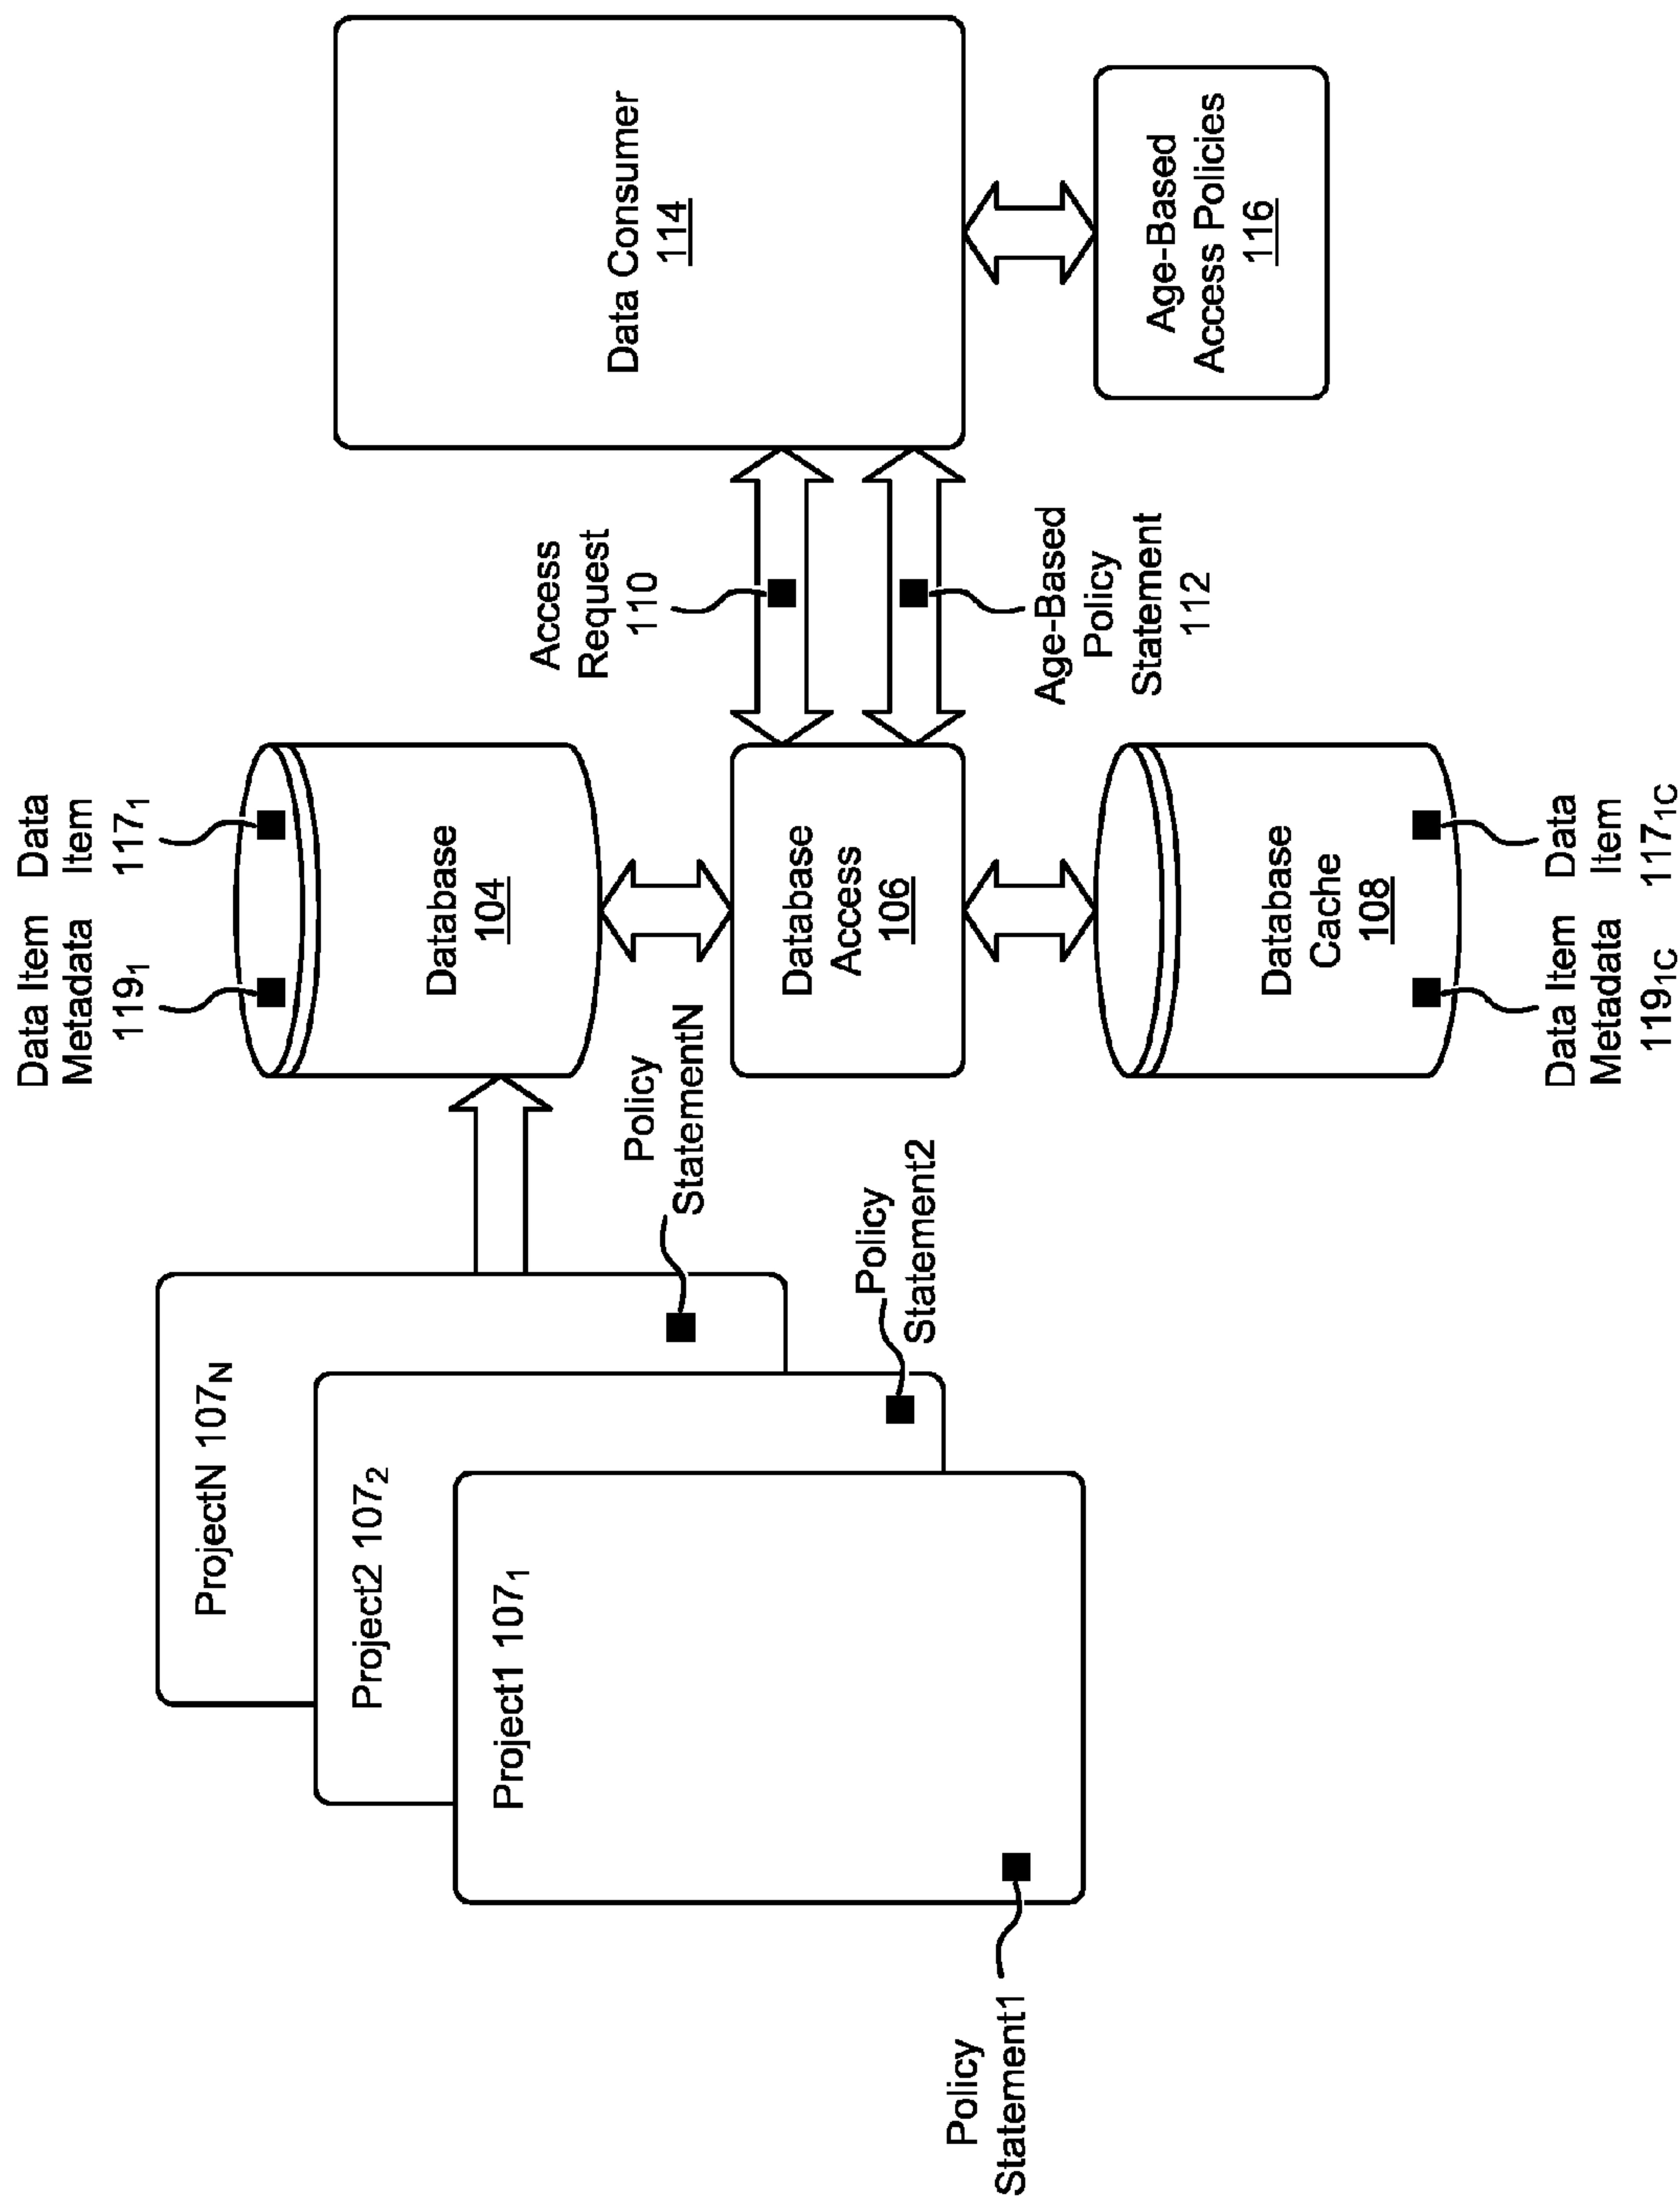 Policy
Statement1
Project1 107₁
Project2 107₂
ProjectN 107N
Policy
Statement2
Policy
StatementN
Data Item
Metadata
119₁
Data
Item
117₁
Database
104
Database
Access
106
Database
Cache
108
Data Item
Metadata
119₁C
Data
Item
117₁C
Access
Request
110
Age-Based
Policy
Statement
112
Data Consumer
114
Age-Based
Access Policies
116